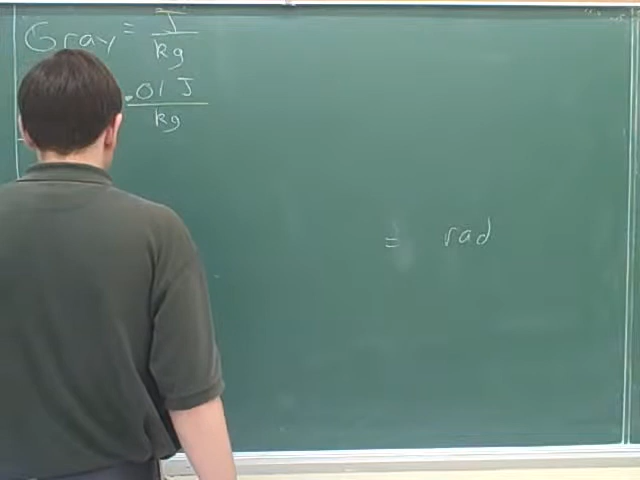 Gray = J/kg
.01 J/kg
= rad